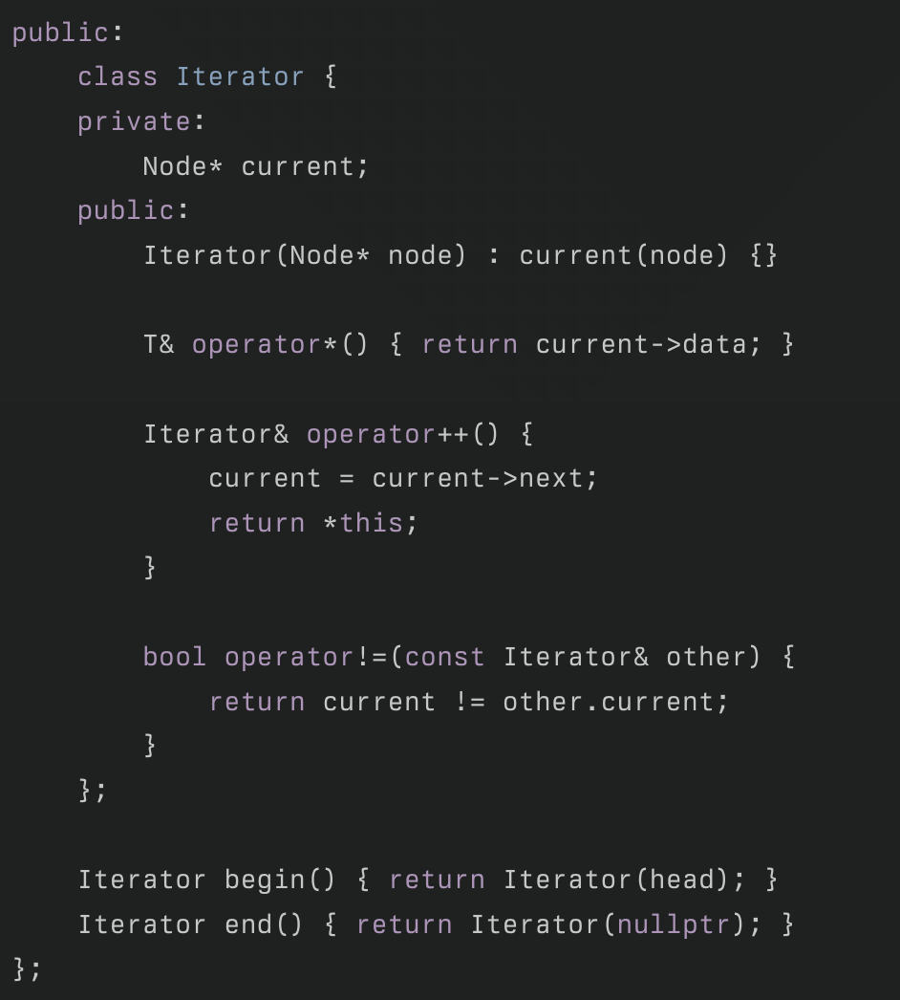 public:
    class Iterator {
    private:
        Node* current;
    public:
        Iterator(Node* node) : current(node) {}

        T& operator*() { return current->data; }

        Iterator& operator++() {
            current = current->next;
            return *this;
        }

        bool operator!=(const Iterator& other) {
            return current != other.current;
        }
    };

    Iterator begin() { return Iterator(head); }
    Iterator end() { return Iterator(nullptr); }
};